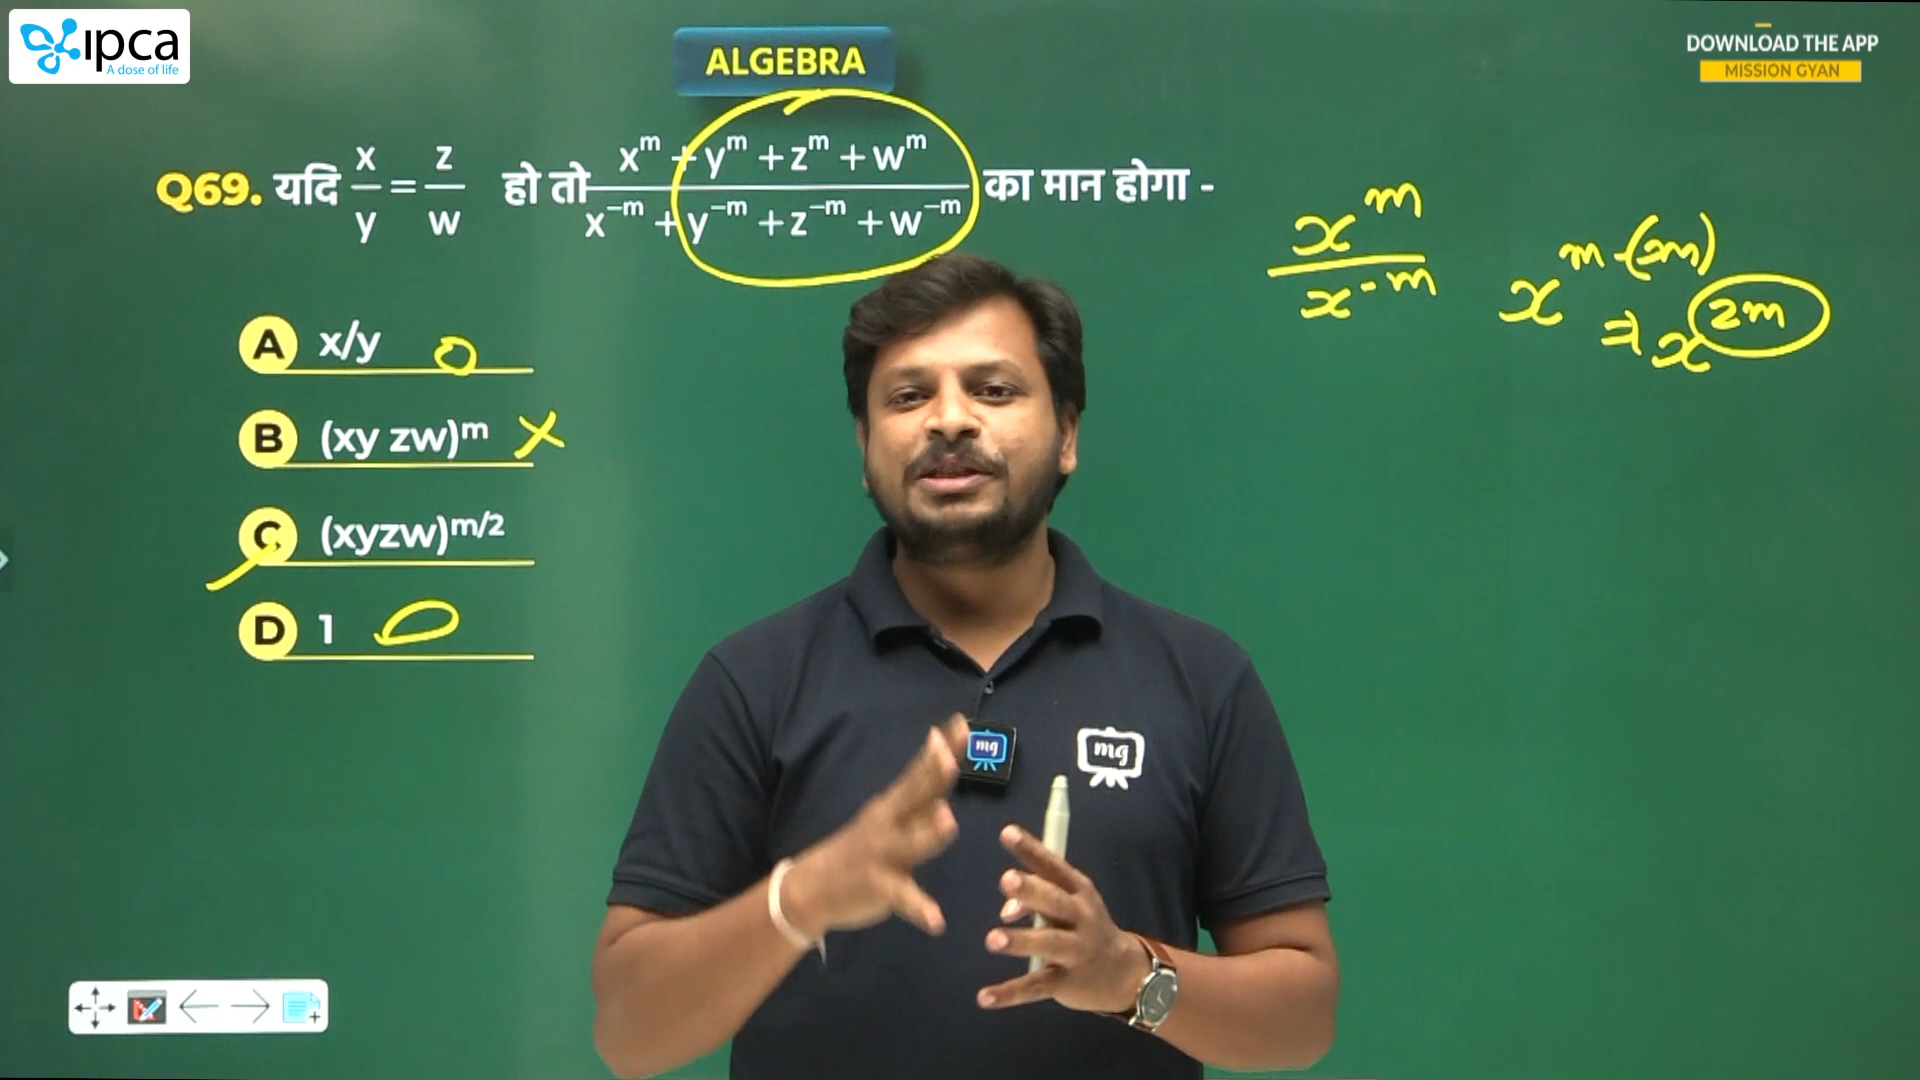 ipca
A dose of life
ALGEBRA
DOWNLOAD THE APP
MISSION GYAN
Q69. यदि x/y = z/w हो तो (x^m + y^m + z^m + w^m)/(x^-m + y^-m + z^-m + w^-m) का मान होगा -
x^m/x^-m
x^m-(-m)
⇒ x^2m
A x/y
B (xy zw)^m ×
C (xyzw)^m/2
D 1
mg
mg